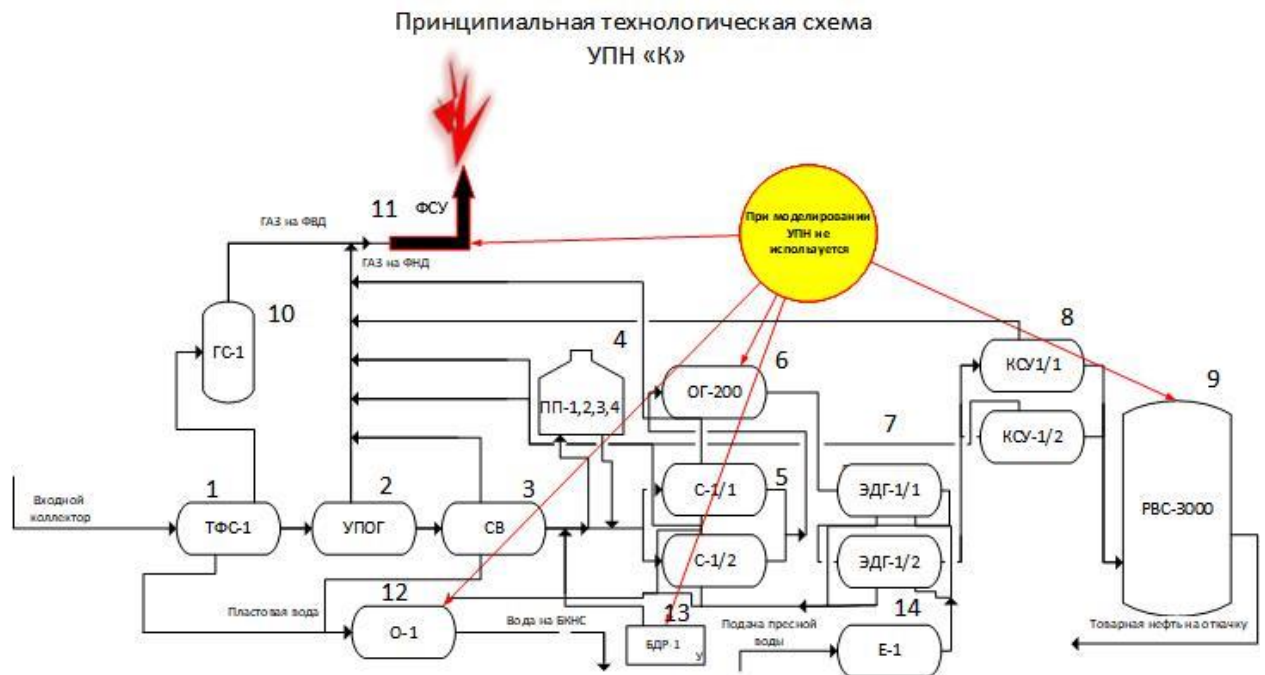 Принципиальная технологическая схема
УПН «К»
11
ФСУ
ГАЗ на ФВД
ГАЗ на ФНД
При моделировании
УПН не
используется
10
ГС-1
4
ПП-1,2,3,4
6
ОГ-200
8
КСУ1/1
КСУ-1/2
9
РВС-3000
7
Входной
коллектор
1
ТФС-1
2
УПОГ
3
СВ
5
С-1/1
С-1/2
ЭДГ-1/1
ЭДГ-1/2
12
Пластовая вода
О-1
Вода на БКНС
13
БДР-1
У
Подача пресной
воды
14
Е-1
Товарная нефть на откачку